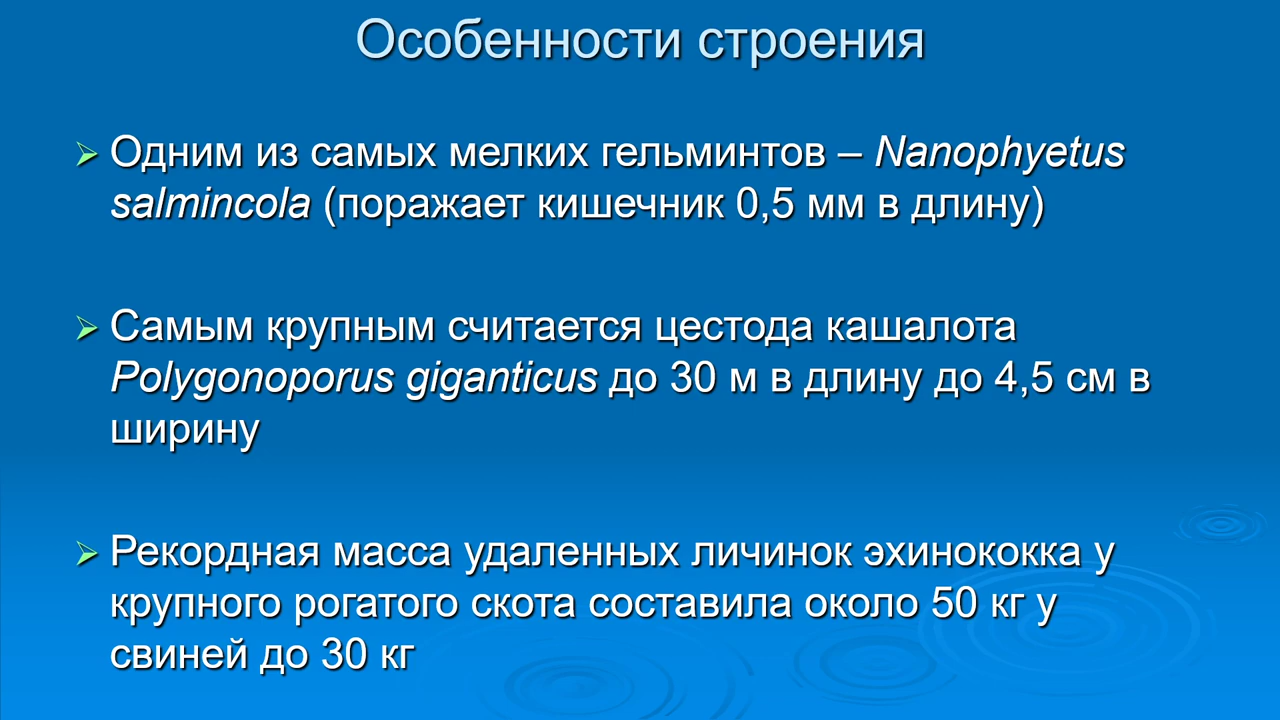 Особенности строения
Одним из самых мелких гельминтов – Nanophyetus
salmincola (поражает кишечник 0,5 мм в длину)
Самым крупным считается цестода кашалота
Polygonoporus giganticus до 30 м в длину до 4,5 см в
ширину
Рекордная масса удаленных личинок эхинококка у
крупного рогатого скота составила около 50 кг у
свиней до 30 кг